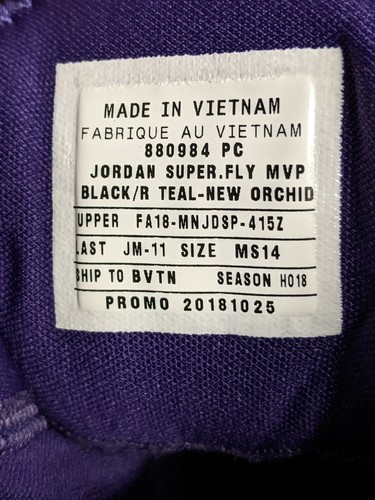 MADE IN VIETNAM
FABRIQUE AU VIETNAM
880984 PC
JORDAN SUPER.FLY MVP
BLACK/R TEAL-NEW ORCHID
UPPER FA18-MNJDSP-415Z
LAST JM-11 SIZE MS14
SHIP TO BVTN SEASON HO18
PROMO 20181025